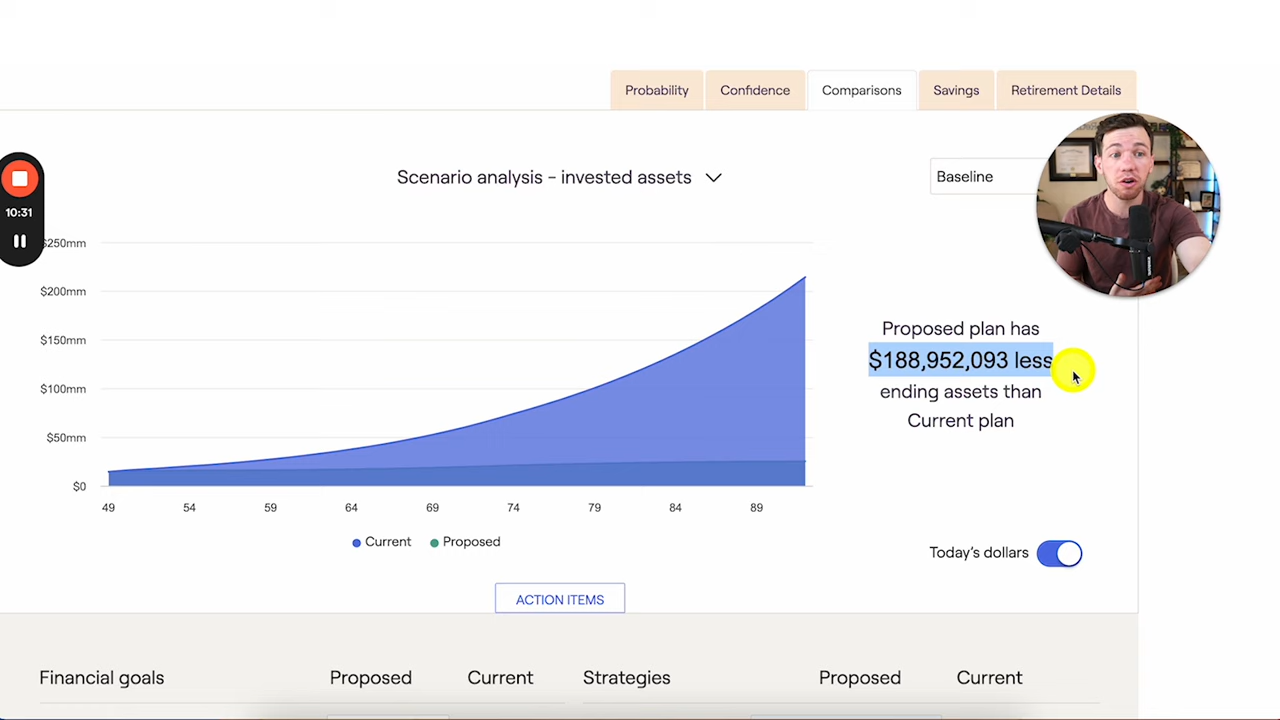 Probability
Confidence
Comparisons
Savings
Retirement Details
Scenario analysis - invested assets
Baseline
10:31
$250mm
$200mm
$150mm
$100mm
$50mm
$0
49 54 59 64 69 74 79 84 89
Current Proposed
Proposed plan has
$188,952,093 less
ending assets than
Current plan
Today's dollars
ACTION ITEMS
Financial goals Proposed Current Strategies Proposed Current